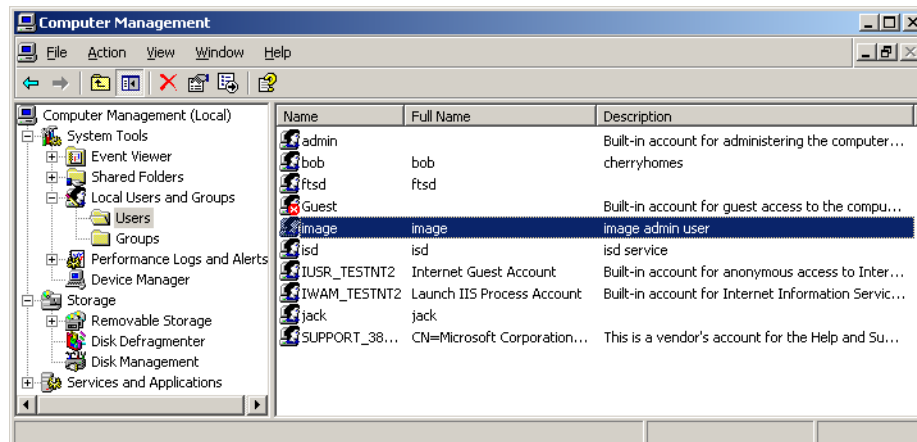 Computer Management
File Action View Window Help
Computer Management (Local)
System Tools
Event Viewer
Shared Folders
Local Users and Groups
Users
Groups
Performance Logs and Alerts
Device Manager
Storage
Removable Storage
Disk Defragmenter
Disk Management
Services and Applications
Name Full Name Description
admin Built-in account for administering the computer...
bob bob cherryhomes
ftsd ftsd
Guest Built-in account for guest access to the compu...
image image image admin user
isd isd isd service
IUSR_TESTNT2 Internet Guest Account Built-in account for anonymous access to Inter...
IWAM_TESTNT2 Launch IIS Process Account Built-in account for Internet Information Servic...
jack jack
SUPPORT_38... CN=Microsoft Corporation... This is a vendor's account for the Help and Su...